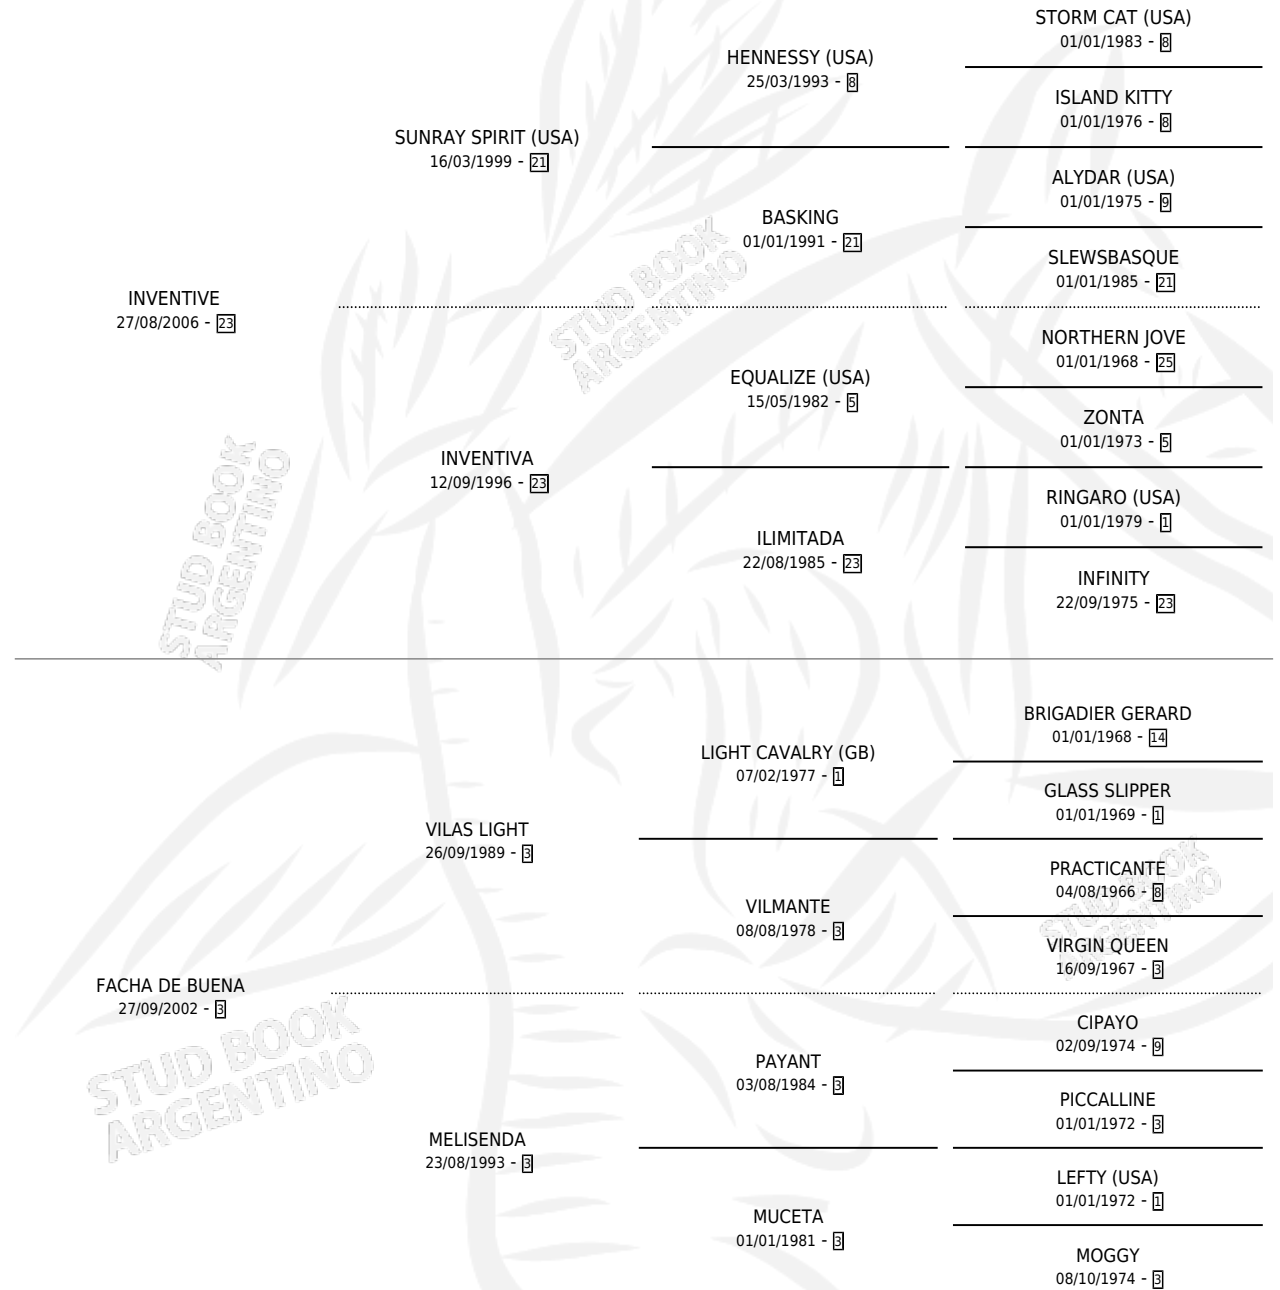 STORM CAT (USA)
01/01/1983 - 8
HENNESSY (USA)
25/03/1993 - 8
ISLAND KITTY
01/01/1976 - 8
SUNRAY SPIRIT (USA)
16/03/1999 - 21
ALYDAR (USA)
01/01/1975 - 9
BASKING
01/01/1991 - 21
SLEWSBASQUE
01/01/1985 - 21
INVENTIVE
27/08/2006 - 23
NORTHERN JOVE
01/01/1968 - 25
EQUALIZE (USA)
15/05/1982 - 5
ZONTA
01/01/1973 - 5
INVENTIVA
12/09/1996 - 23
RINGARO (USA)
01/01/1979 - 1
ILIMITADA
22/08/1985 - 23
INFINITY
22/09/1975 - 23
BRIGADIER GERARD
01/01/1968 - 14
LIGHT CAVALRY (GB)
07/02/1977 - 1
GLASS SLIPPER
01/01/1969 - 1
VILAS LIGHT
26/09/1989 - 3
PRACTICANTE
04/08/1966 - 8
VILMANTE
08/08/1978 - 3
VIRGIN QUEEN
16/09/1967 - 3
FACHA DE BUENA
27/09/2002 - 3
CIPAYO
02/09/1974 - 9
PAYANT
03/08/1984 - 3
PICCALLINE
01/01/1972 - 3
MELISENDA
23/08/1993 - 3
LEFTY (USA)
01/01/1972 - 1
MUCETA
01/01/1981 - 3
MOGGY
08/10/1974 - 3
STUD BOOK
ARGENTINO
STUD BOOK
ARGENTINO
STUD BOOK
ARGENTINO
STUD BOOK
ARGENTINO